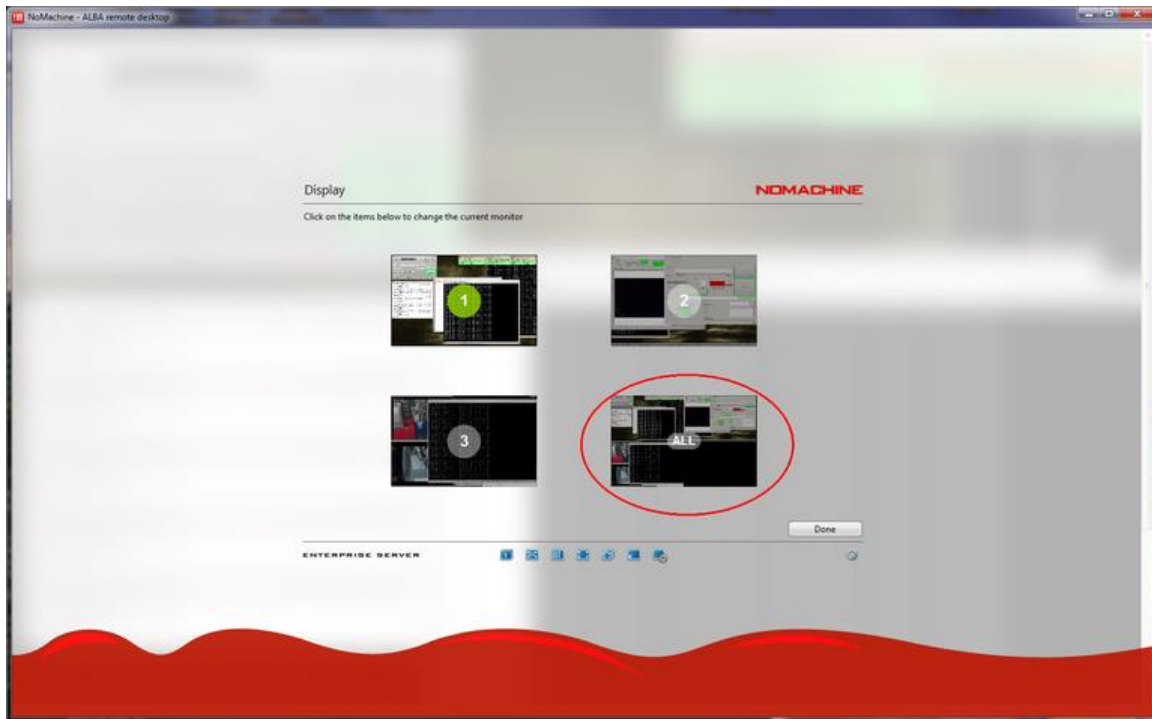 NoMachine - ALBA remote desktop
Display
NOMACHINE
Click on the items below to change the current monitor
1
2
3
ALL
Done
ENTERPRISE SERVER